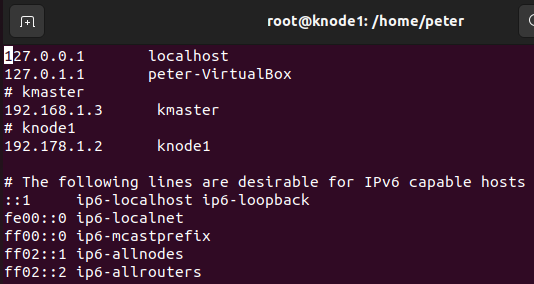 root@knode1: /home/peter
127.0.0.1 localhost
127.0.1.1 peter-VirtualBox
# kmaster
192.168.1.3 kmaster
# knode1
192.178.1.2 knode1
# The following lines are desirable for IPv6 capable hosts
::1 ip6-localhost ip6-loopback
fe00::0 ip6-localnet
ff00::0 ip6-mcastprefix
ff02::1 ip6-allnodes
ff02::2 ip6-allrouters